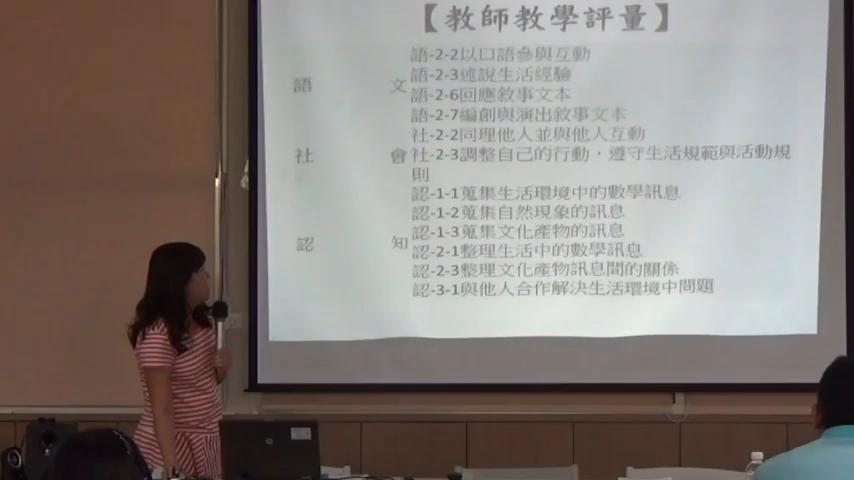 【教師教學評量】
語-2-2以口語參與互動
語-2-3述說生活經驗
語 文 語-2-6回應敘事文本
語-2-7編創與演出敘事文本
社-2-2同理他人並與他人互動
社 會 社-2-3調整自己的行動，遵守生活規範與活動規
則
認-1-1蒐集生活環境中的數學訊息
認-1-2蒐集自然現象的訊息
認-1-3蒐集文化產物的訊息
認 知 認-2-1整理生活中的數學訊息
認-2-3整理文化產物訊息間的關係
認-3-1與他人合作解決生活環境中問題